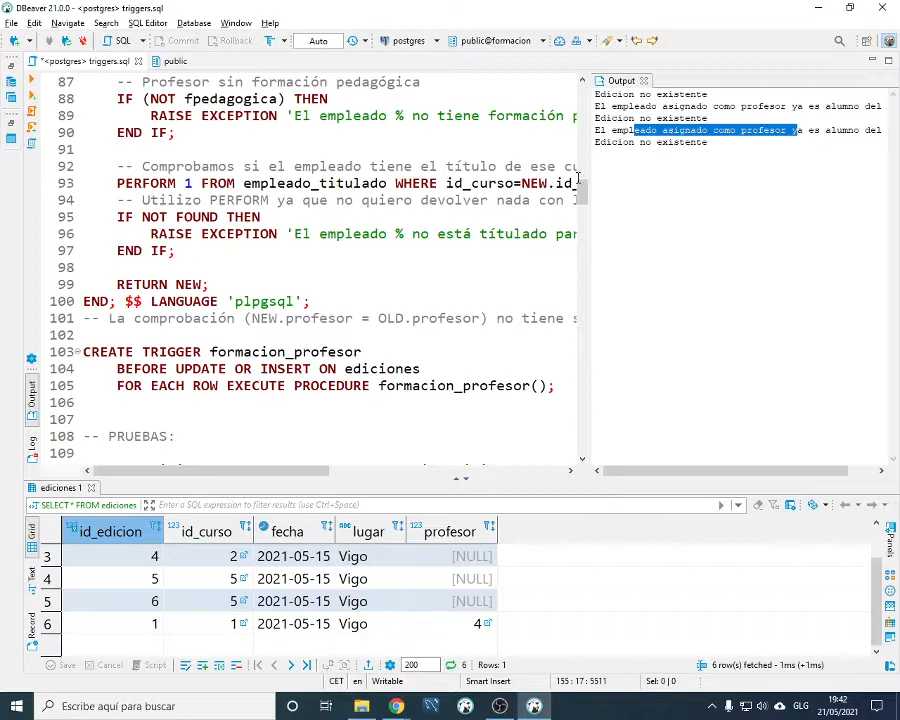 DBeaver 21.0.0 - <postgres> triggers.sql
File Edit Navigate Search SQL Editor Database Window Help
SQL Commit Rollback Auto postgres public@formacion
*<postgres> triggers.sql public
87 -- Profesor sin formación pedagógica
88 IF (NOT fpedagogica) THEN
89 RAISE EXCEPTION 'El empleado % no tiene formación p
90 END IF;
91
92 -- Comprobamos si el empleado tiene el título de ese cu
93 PERFORM 1 FROM empleado_titulado WHERE id_curso=NEW.id_
94 -- Utilizo PERFORM ya que no quiero devolver nada con l
95 IF NOT FOUND THEN
96 RAISE EXCEPTION 'El empleado % no está títulado par
97 END IF;
98
99 RETURN NEW;
100 END; $$ LANGUAGE 'plpgsql';
101 -- La comprobación (NEW.profesor = OLD.profesor) no tiene s
102
103 CREATE TRIGGER formacion_profesor
104 BEFORE UPDATE OR INSERT ON ediciones
105 FOR EACH ROW EXECUTE PROCEDURE formacion_profesor();
106
107
108 -- PRUEBAS:
109
Output
Edicion no existente
El empleado asignado como profesor ya es alumno del
Edicion no existente
El empleado asignado como profesor ya es alumno del
Edicion no existente
Output
Log
ediciones 1
SELECT * FROM ediciones Enter a SQL expression to filter results (use Ctrl+Space)
Grid
Text
Record
Panels
id_edicion 123 id_curso fecha ABC lugar 123 profesor
3 4 2 2021-05-15 Vigo [NULL]
4 5 5 2021-05-15 Vigo [NULL]
5 6 5 2021-05-15 Vigo [NULL]
6 1 1 2021-05-15 Vigo 4
Save Cancel Script 200 6 Rows: 1 6 row(s) fetched - 1ms (+1ms)
CET en Writable Smart Insert 155 : 17 : 5511 Sel: 0 | 0
Escribe aquí para buscar
GLG 19:42
21/05/2021